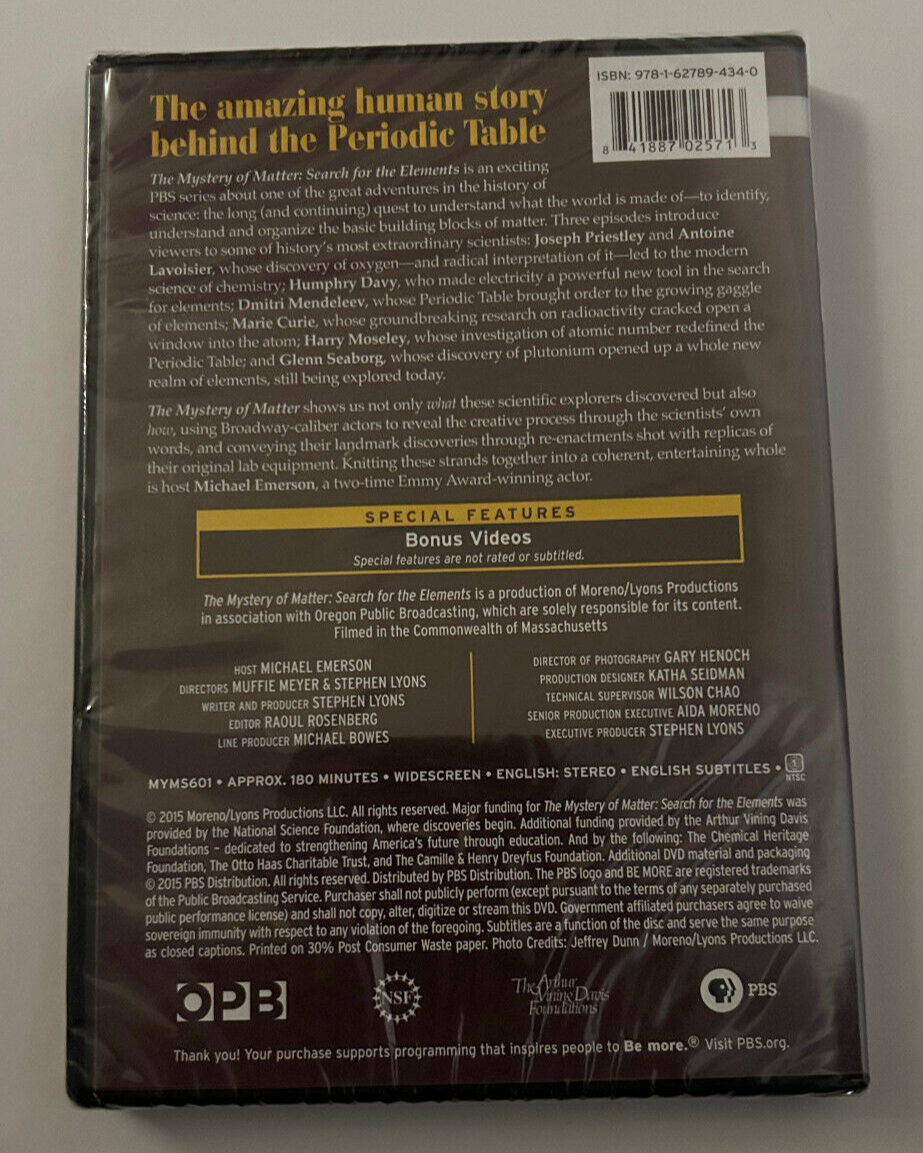 ISBN: 978-1-62789-434-0
8 41887 02571 3
The amazing human story
behind the Periodic Table
The Mystery of Matter: Search for the Elements is an exciting
PBS series about one of the great adventures in the history of
science: the long (and continuing) quest to understand what the world is made of—to identify,
understand and organize the basic building blocks of matter. Three episodes introduce
viewers to some of history's most extraordinary scientists: Joseph Priestley and Antoine
Lavoisier, whose discovery of oxygen—and radical interpretation of it—led to the modern
science of chemistry; Humphry Davy, who made electricity a powerful new tool in the search
for elements; Dmitri Mendeleev, whose Periodic Table brought order to the growing gaggle
of elements; Marie Curie, whose groundbreaking research on radioactivity cracked open a
window into the atom; Harry Moseley, whose investigation of atomic number redefined the
Periodic Table; and Glenn Seaborg, whose discovery of plutonium opened up a whole new
realm of elements, still being explored today.
The Mystery of Matter shows us not only what these scientific explorers discovered but also
how, using Broadway-caliber actors to reveal the creative process through the scientists' own
words, and conveying their landmark discoveries through re-enactments shot with replicas of
their original lab equipment. Knitting these strands together into a coherent, entertaining whole
is host Michael Emerson, a two-time Emmy Award-winning actor.
SPECIAL FEATURES
Bonus Videos
Special features are not rated or subtitled.
The Mystery of Matter: Search for the Elements is a production of Moreno/Lyons Productions
in association with Oregon Public Broadcasting, which are solely responsible for its content.
Filmed in the Commonwealth of Massachusetts
HOST MICHAEL EMERSON
DIRECTORS MUFFIE MEYER & STEPHEN LYONS
WRITER AND PRODUCER STEPHEN LYONS
EDITOR RAOUL ROSENBERG
LINE PRODUCER MICHAEL BOWES
DIRECTOR OF PHOTOGRAPHY GARY HENOCH
PRODUCTION DESIGNER KATHA SEIDMAN
TECHNICAL SUPERVISOR WILSON CHAO
SENIOR PRODUCTION EXECUTIVE AIDA MORENO
EXECUTIVE PRODUCER STEPHEN LYONS
MYMS601 • APPROX. 180 MINUTES • WIDESCREEN • ENGLISH: STEREO • ENGLISH SUBTITLES • 1 NTSC
© 2015 Moreno/Lyons Productions LLC. All rights reserved. Major funding for The Mystery of Matter: Search for the Elements was
provided by the National Science Foundation, where discoveries begin. Additional funding provided by the Arthur Vining Davis
Foundations – dedicated to strengthening America's future through education. And by the following: The Chemical Heritage
Foundation, The Otto Haas Charitable Trust, and The Camille & Henry Dreyfus Foundation. Additional DVD material and packaging
© 2015 PBS Distribution. All rights reserved. Distributed by PBS Distribution. The PBS logo and BE MORE are registered trademarks
of the Public Broadcasting Service. Purchaser shall not publicly perform (except pursuant to the terms of any separately purchased
public performance license) and shall not copy, alter, digitize or stream this DVD. Government affiliated purchasers agree to waive
sovereign immunity with respect to any violation of the foregoing. Subtitles are a function of the disc and serve the same purpose
as closed captions. Printed on 30% Post Consumer Waste paper. Photo Credits: Jeffrey Dunn / Moreno/Lyons Productions LLC.
OPB
NSF
The Arthur
Vining Davis
Foundations
PBS
Thank you! Your purchase supports programming that inspires people to Be more.® Visit PBS.org.